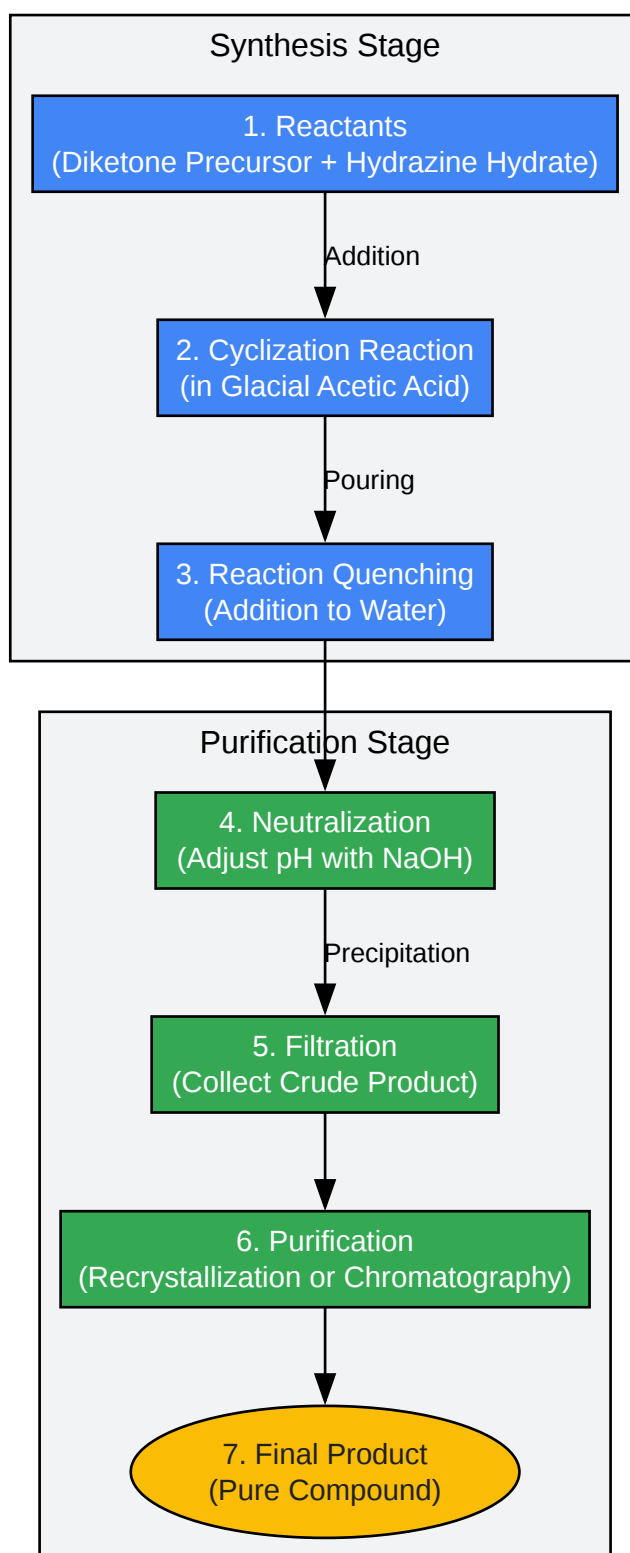 Synthesis Stage
1. Reactants
(Diketone Precursor + Hydrazine Hydrate)
Addition
2. Cyclization Reaction
(in Glacial Acetic Acid)
Pouring
3. Reaction Quenching
(Addition to Water)
Purification Stage
4. Neutralization
(Adjust pH with NaOH)
Precipitation
5. Filtration
(Collect Crude Product)
6. Purification
(Recrystallization or Chromatography)
7. Final Product
(Pure Compound)